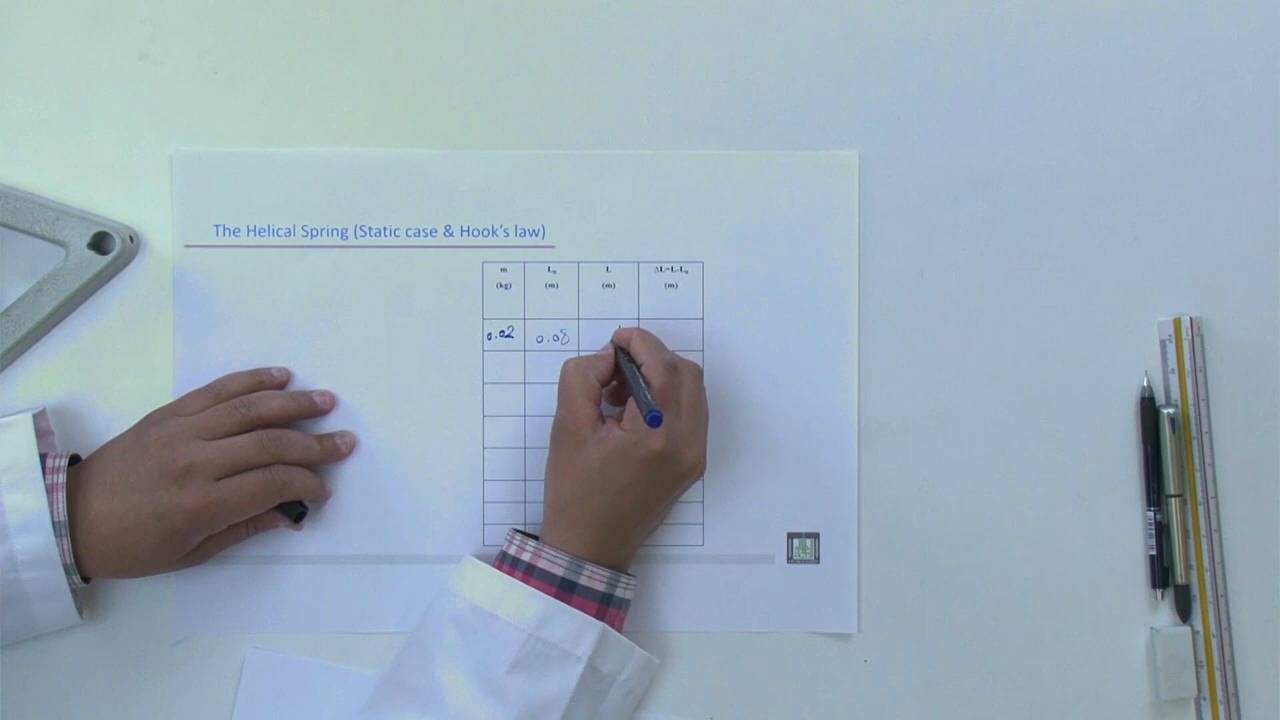 The Helical Spring (Static case & Hook's law)
m L₀ L ΔL=L-L₀
(kg) (m) (m) (m)
0.02 0.08